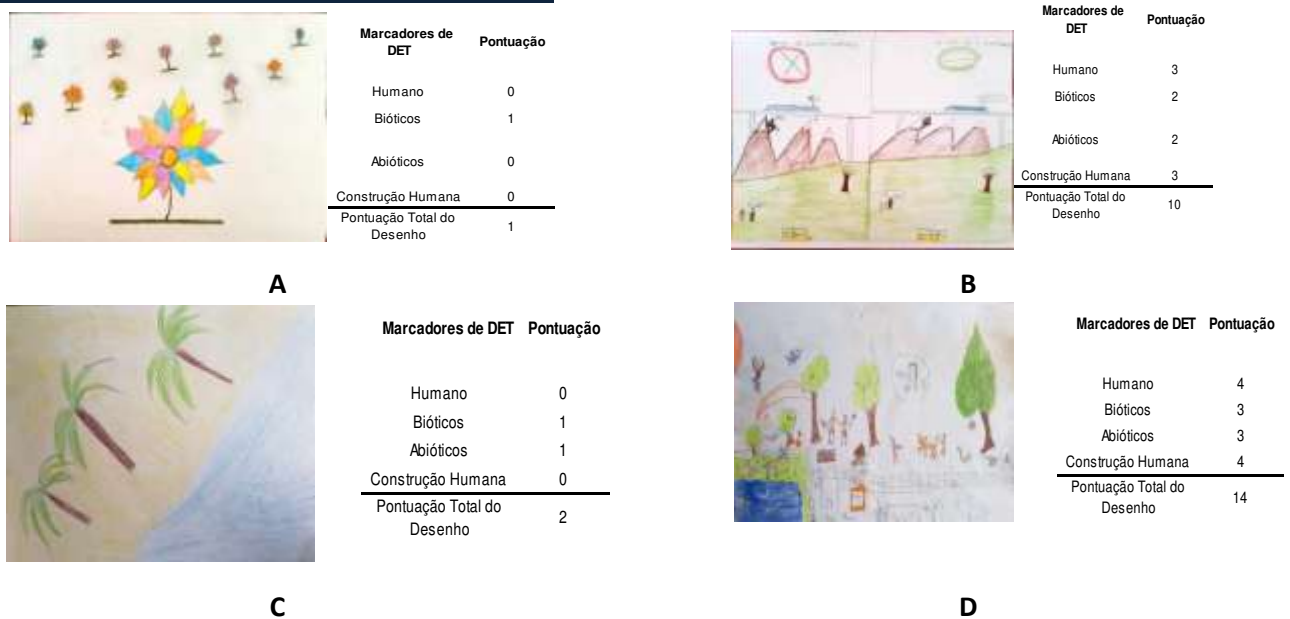 Marcadores de
DET Pontuação
Humano 0
Bióticos 1
Abióticos 0
Construção Humana 0
Pontuação Total do
Desenho 1
A
Marcadores de
DET Pontuação
Humano 3
Bióticos 2
Abióticos 2
Construção Humana 3
Pontuação Total do
Desenho 10
B
Marcadores de DET Pontuação
Humano 0
Bióticos 1
Abióticos 1
Construção Humana 0
Pontuação Total do
Desenho 2
C
Marcadores de DET Pontuação
Humano 4
Bióticos 3
Abióticos 3
Construção Humana 4
Pontuação Total do
Desenho 14
D